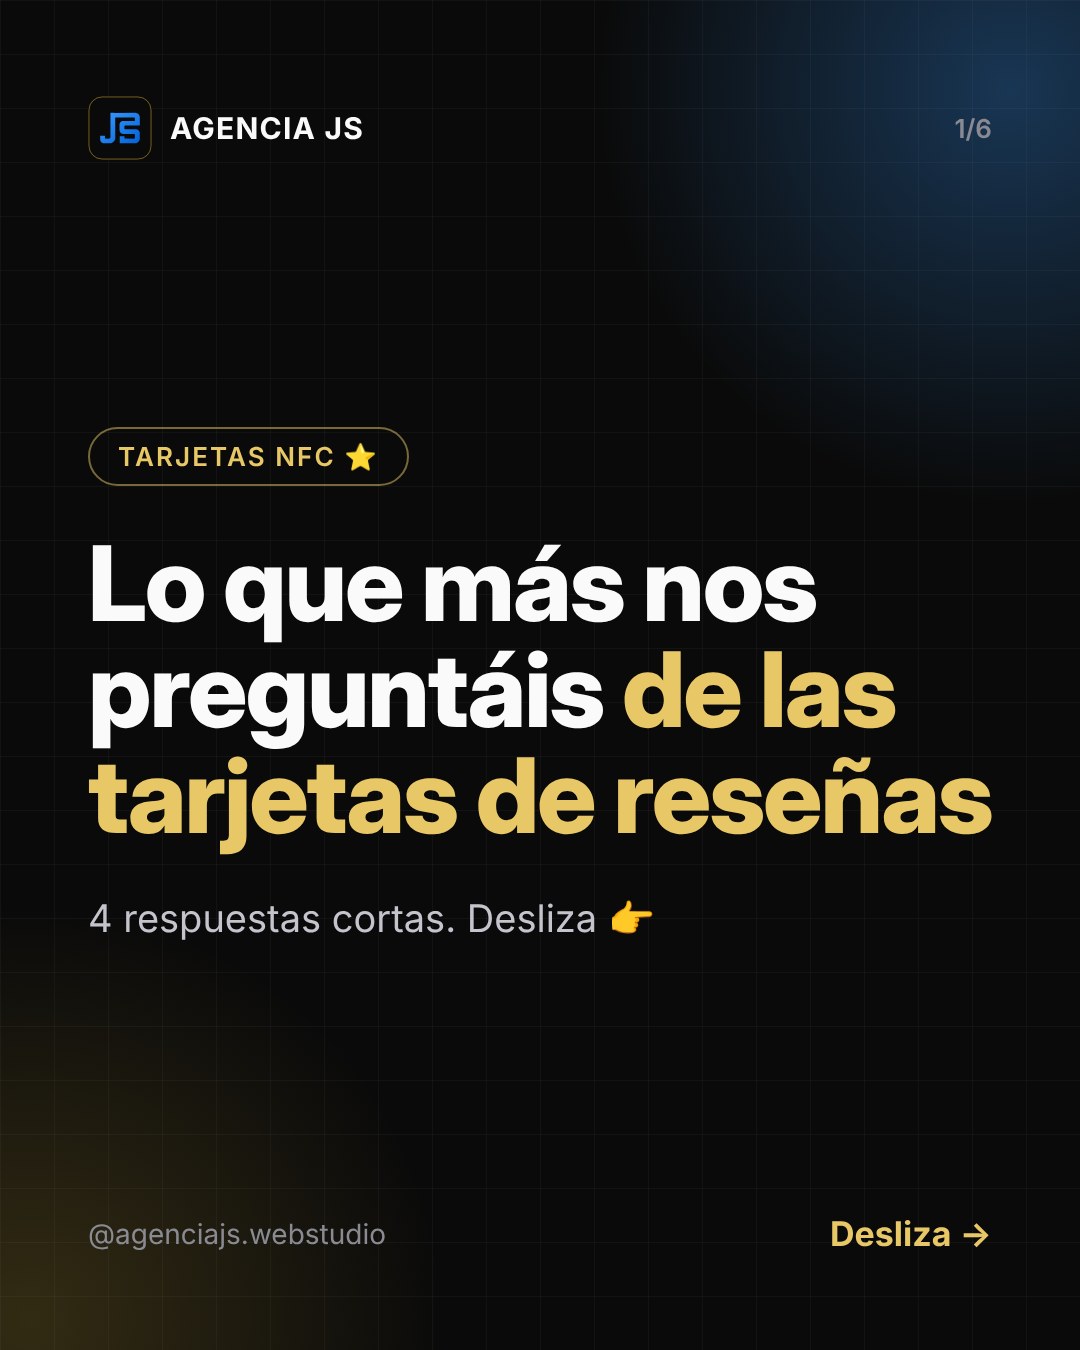 JS AGENCIA JS
1/6
TARJETAS NFC ⭐
Lo que más nos
preguntáis de las
tarjetas de reseñas
4 respuestas cortas. Desliza 👉
@agenciajs.webstudio
Desliza →